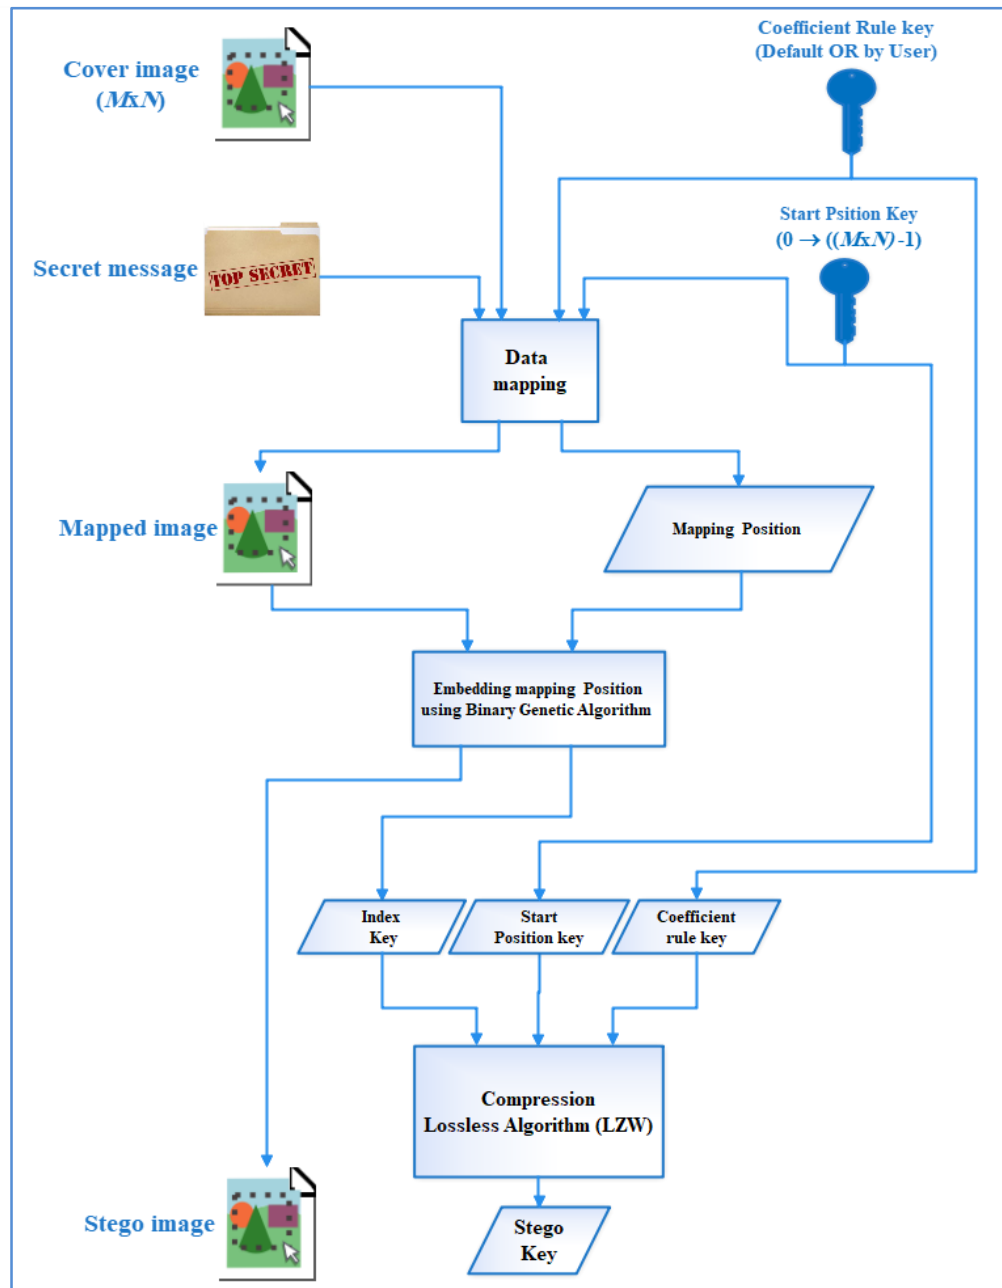 Coefficient Rule key
(Default OR by User)
Cover image
(MxN)
Start Psition Key
(0 → ((MxN)-1)
Secret message
TOP SECRET
Data
mapping
Mapped image
Mapping Position
Embedding mapping Position
using Binary Genetic Algorithm
Index
Key
Start
Position key
Coefficient
rule key
Compression
Lossless Algorithm (LZW)
Stego image
Stego
Key